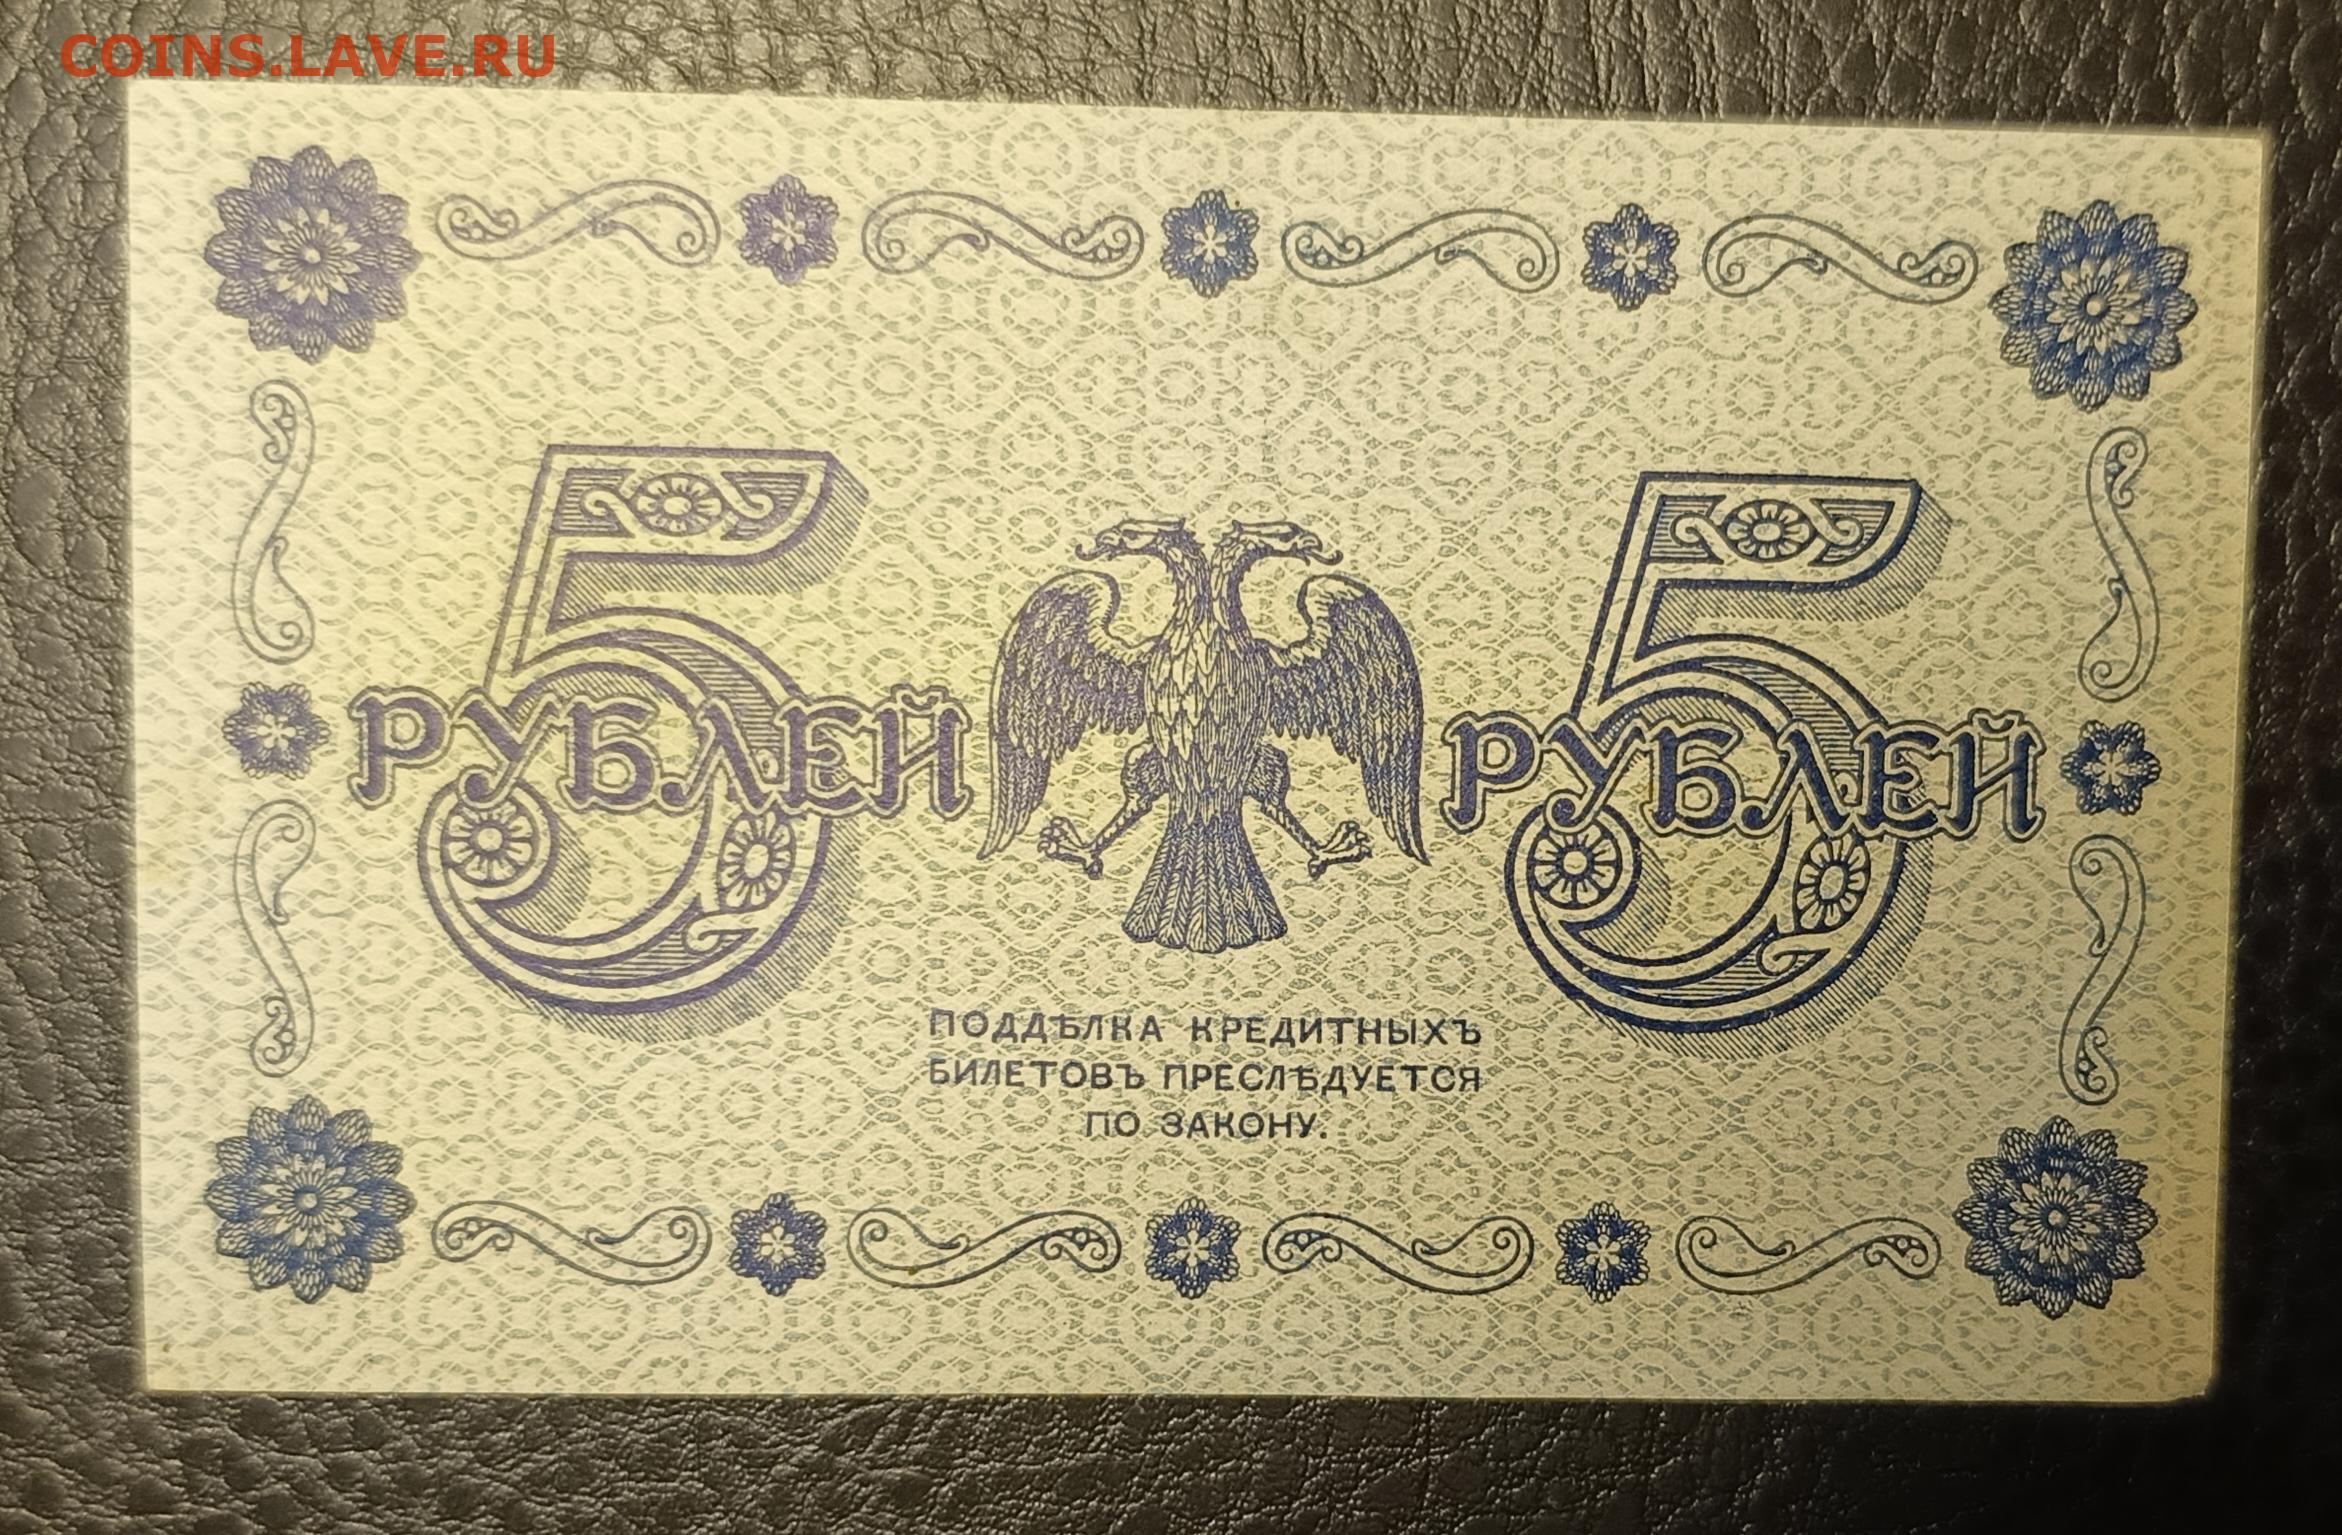 COINS.LAVE.RU
5 5
РУБЛЕЙ РУБЛЕЙ
ПОДДѢЛКА КРЕДИТНЫХЪ
БИЛЕТОВЪ ПРЕСЛѢДУЕТСЯ
ПО ЗАКОНУ.